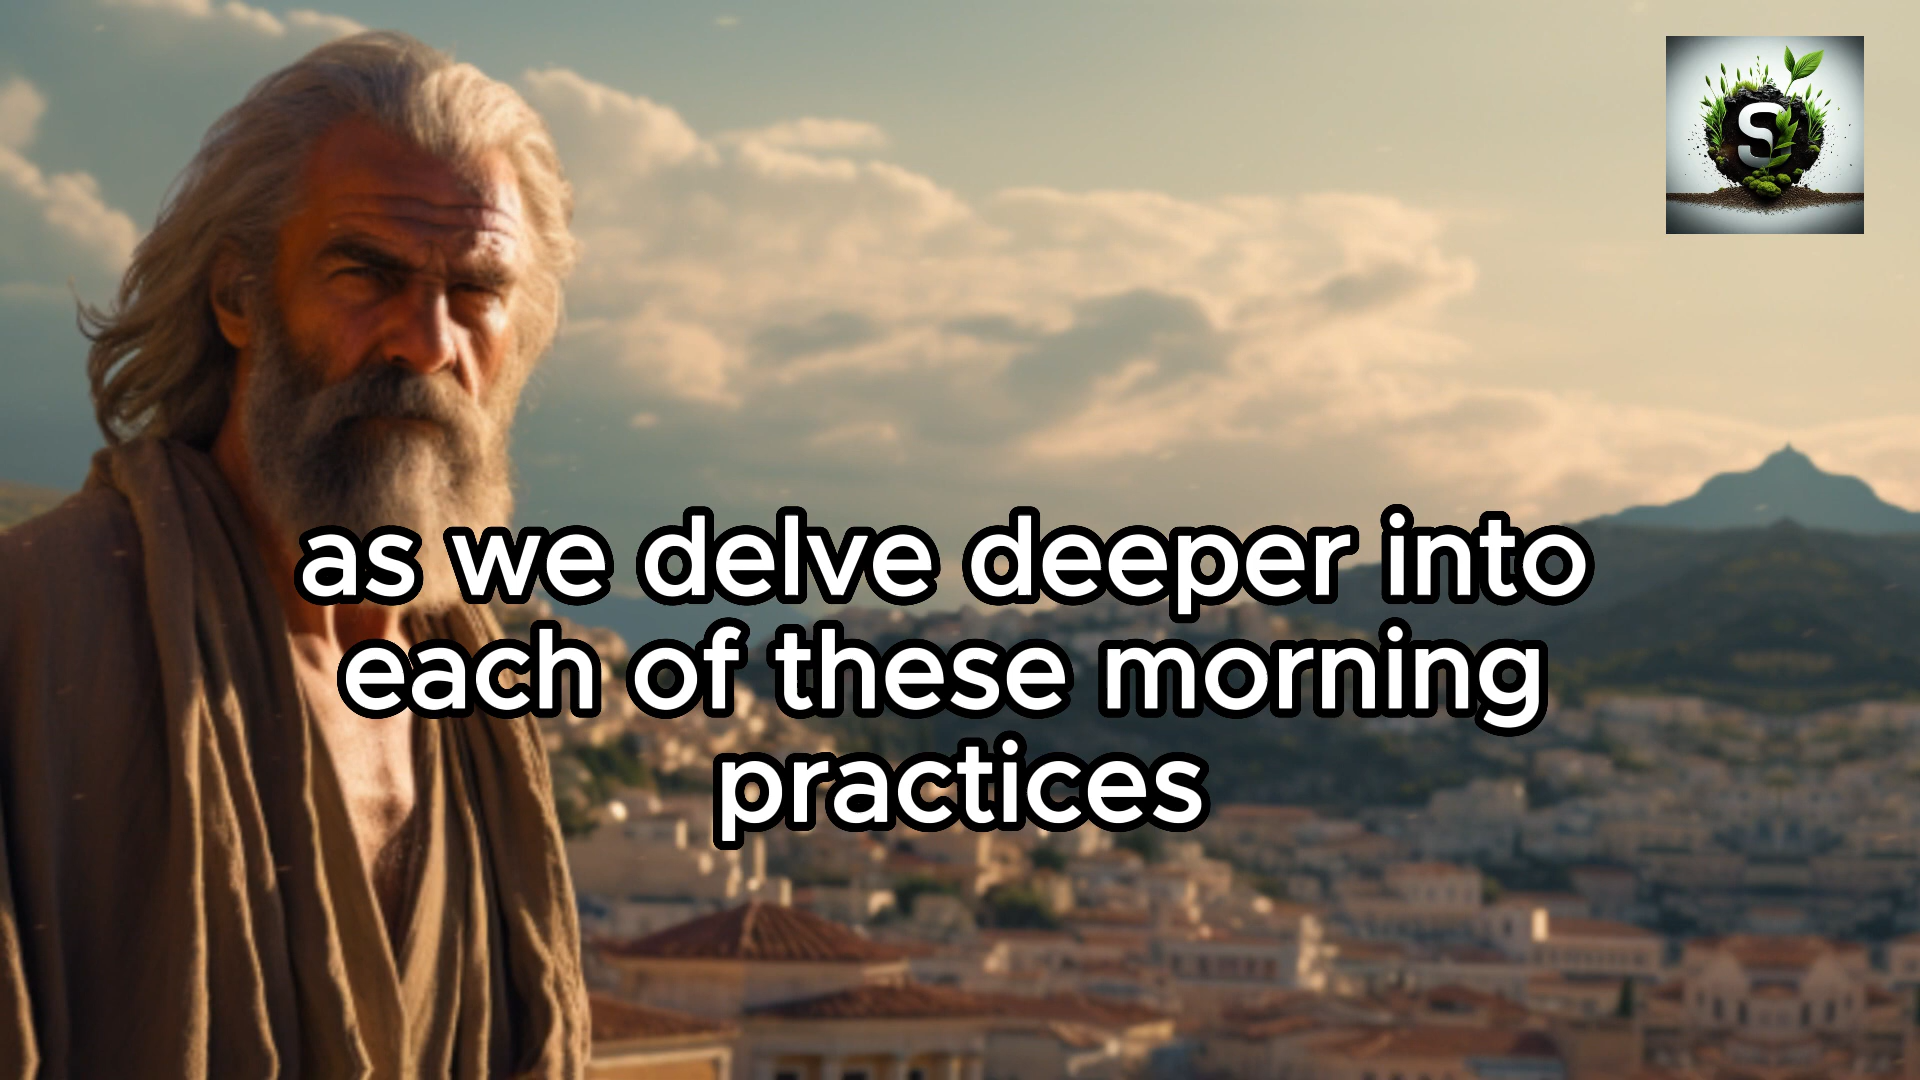 S
as we delve deeper into
each of these morning
practices